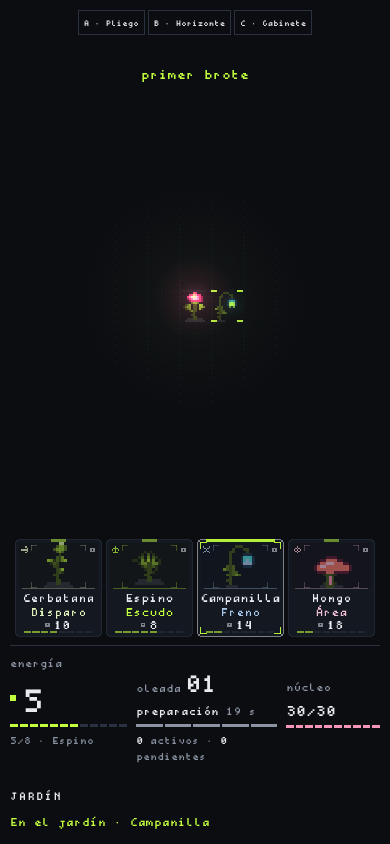 A · Pliego B · Horizonte C · Gabinete
primer brote
Cerbatana Espino Campanilla Hongo
Disparo Escudo Freno Área
10 8 14 18
energía
5
5/8 · Espino
oleada 01
preparación 19 s
0 activos · 0
pendientes
núcleo
30/30
JARDÍN
En el jardín · Campanilla